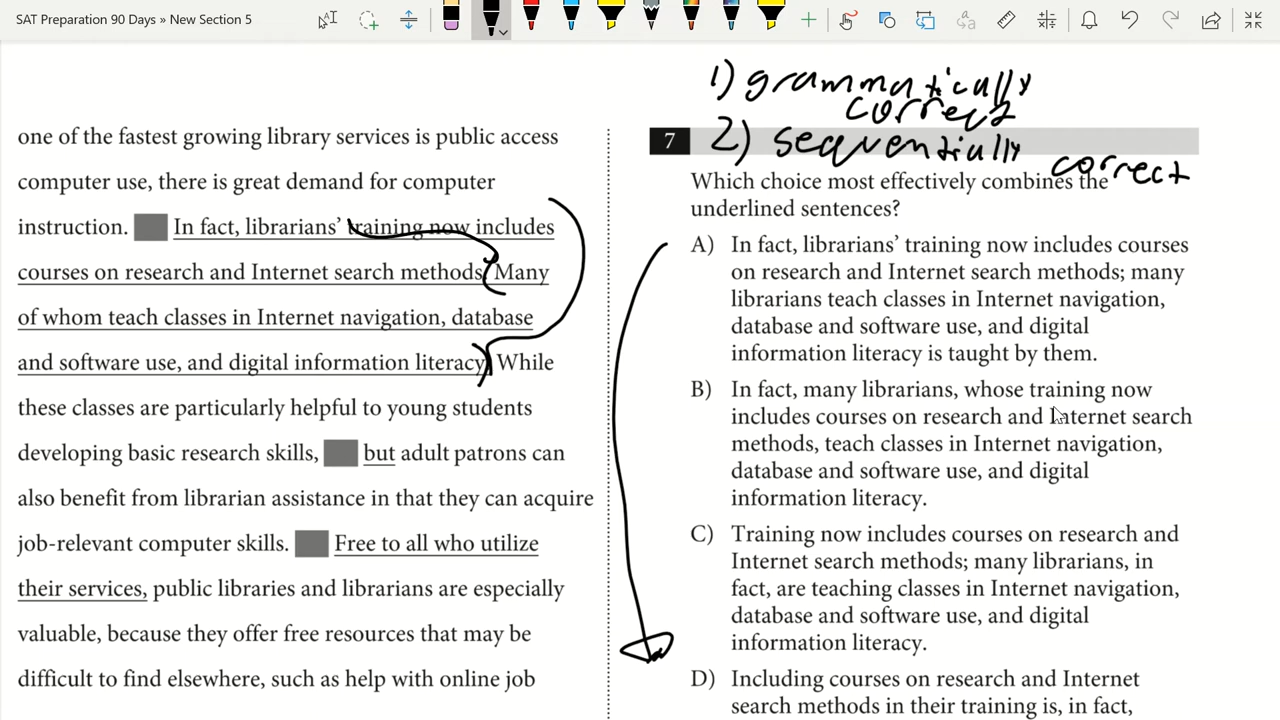 SAT Preparation 90 Days » New Section 5
one of the fastest growing library services is public access
computer use, there is great demand for computer
instruction. In fact, librarians’ training now includes
courses on research and Internet search methods. Many
of whom teach classes in Internet navigation, database
and software use, and digital information literacy. While
these classes are particularly helpful to young students
developing basic research skills, but adult patrons can
also benefit from librarian assistance in that they can acquire
job-relevant computer skills. Free to all who utilize
their services, public libraries and librarians are especially
valuable, because they offer free resources that may be
difficult to find elsewhere, such as help with online job
1) grammatically
correct
2) sequentially
correct
7
Which choice most effectively combines the
underlined sentences?
A) In fact, librarians’ training now includes courses
on research and Internet search methods; many
librarians teach classes in Internet navigation,
database and software use, and digital
information literacy is taught by them.
B) In fact, many librarians, whose training now
includes courses on research and Internet search
methods, teach classes in Internet navigation,
database and software use, and digital
information literacy.
C) Training now includes courses on research and
Internet search methods; many librarians, in
fact, are teaching classes in Internet navigation,
database and software use, and digital
information literacy.
D) Including courses on research and Internet
search methods in their training is, in fact,